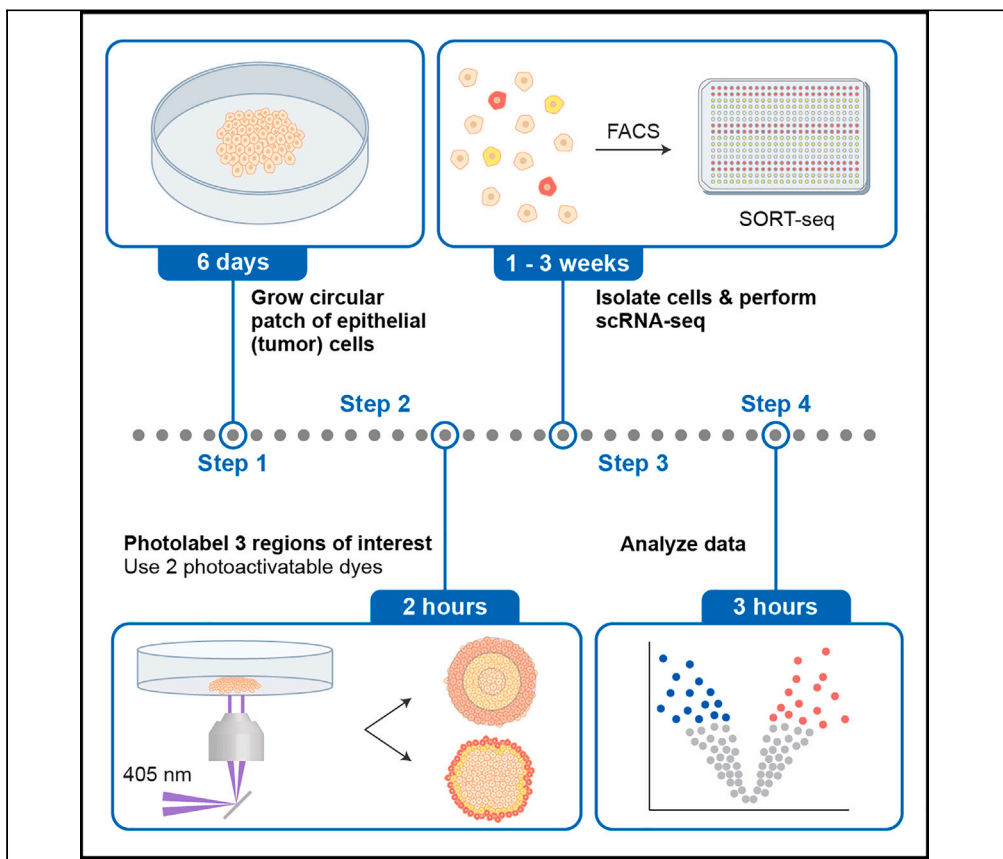 FACS
SORT-seq
6 days
1 - 3 weeks
Grow circular
patch of epithelial
(tumor) cells
Isolate cells & perform
scRNA-seq
Step 2
Step 4
Step 1
Step 3
Photolabel 3 regions of interest
Use 2 photoactivatable dyes
Analyze data
2 hours
3 hours
405 nm